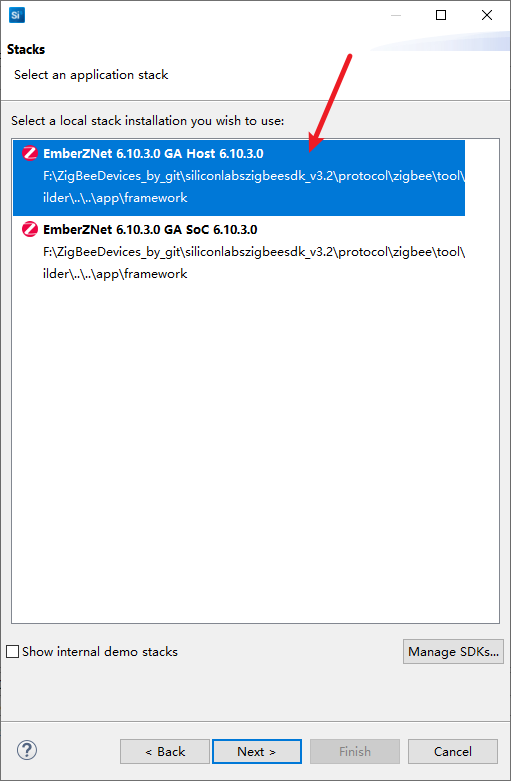 Si
Stacks
Select an application stack
Select a local stack installation you wish to use:
EmberZNet 6.10.3.0 GA Host 6.10.3.0
F:\ZigBeeDevices_by_git\siliconlabszigbeesdk_v3.2\protocol\zigbee\tool\
ilder\..\..\app\framework
EmberZNet 6.10.3.0 GA SoC 6.10.3.0
F:\ZigBeeDevices_by_git\siliconlabszigbeesdk_v3.2\protocol\zigbee\tool\
ilder\..\..\app\framework
Show internal demo stacks
Manage SDKs...
?
< Back
Next >
Finish
Cancel